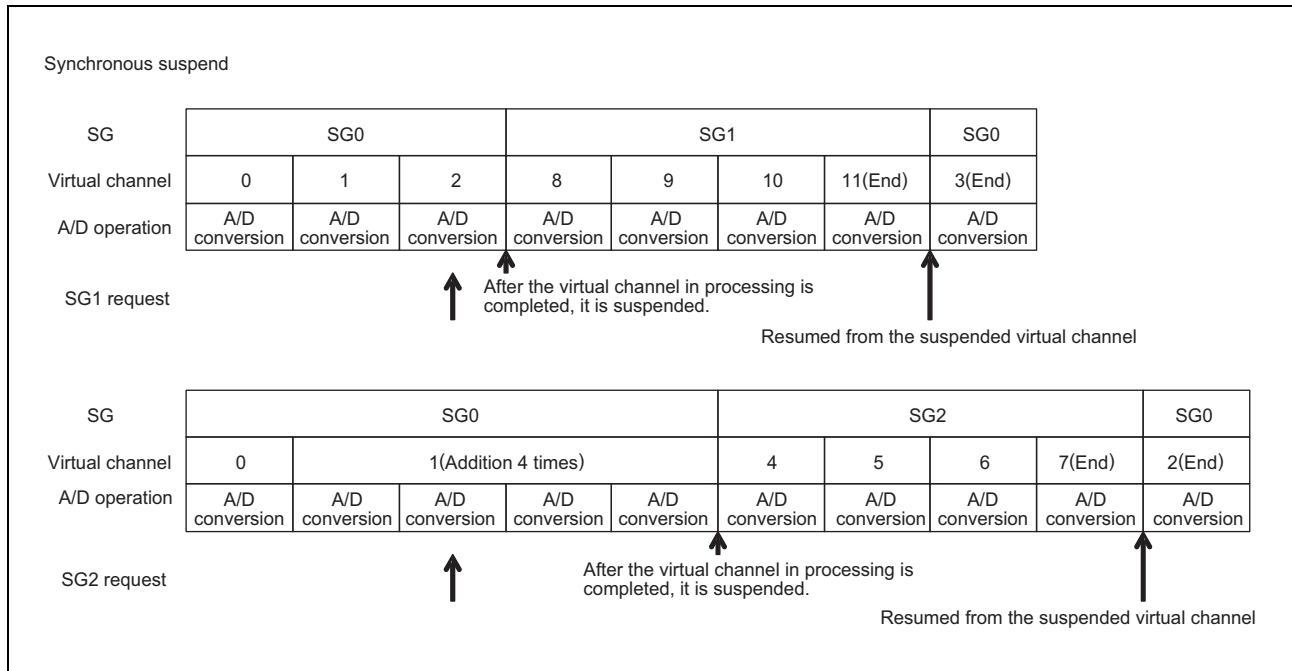 Synchronous suspend
SG SG0 SG1 SG0
Virtual channel 0 1 2 8 9 10 11(End) 3(End)
A/D operation A/D A/D A/D A/D A/D A/D A/D A/D
conversion conversion conversion conversion conversion conversion conversion conversion
SG1 request After the virtual channel in processing is
completed, it is suspended.
Resumed from the suspended virtual channel
SG SG0 SG2 SG0
Virtual channel 0 1(Addition 4 times) 4 5 6 7(End) 2(End)
A/D operation A/D A/D A/D A/D A/D A/D A/D A/D A/D A/D
conversion conversion conversion conversion conversion conversion conversion conversion conversion conversion
SG2 request After the virtual channel in processing is
completed, it is suspended.
Resumed from the suspended virtual channel